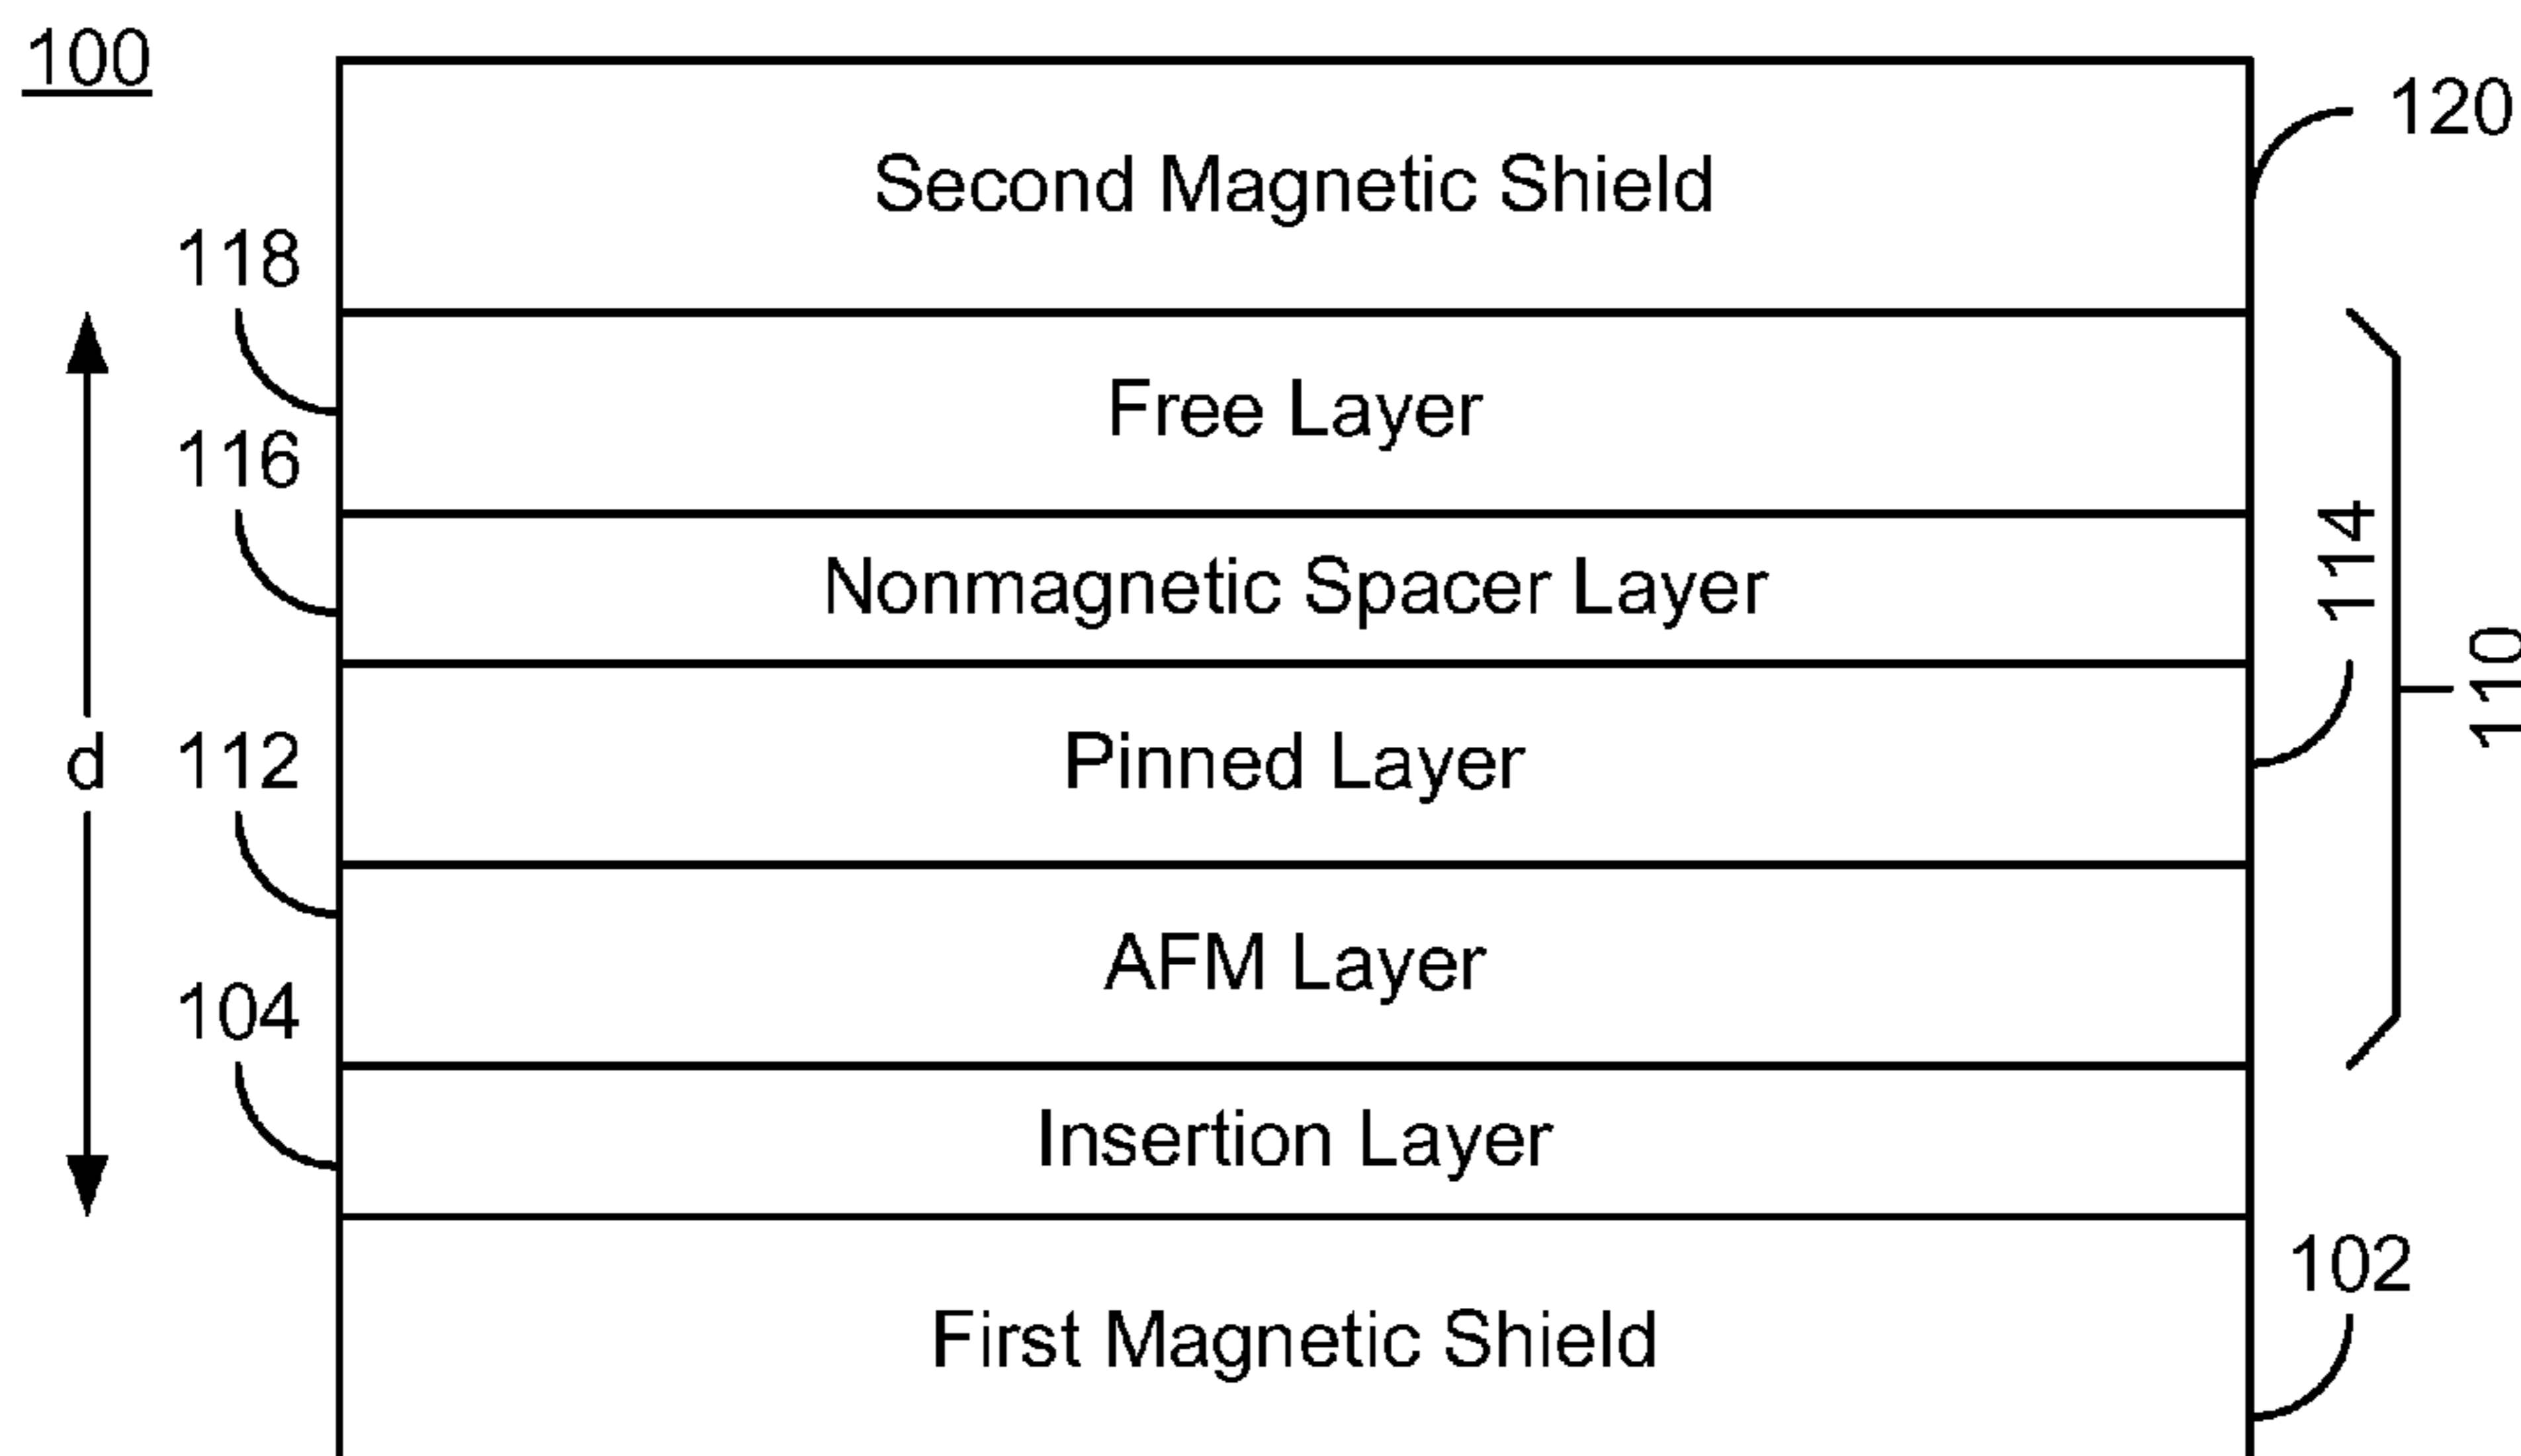 100
120
Second Magnetic Shield
118
Free Layer
116
Nonmagnetic Spacer Layer
114
110
Pinned Layer
d
112
AFM Layer
104
Insertion Layer
102
First Magnetic Shield